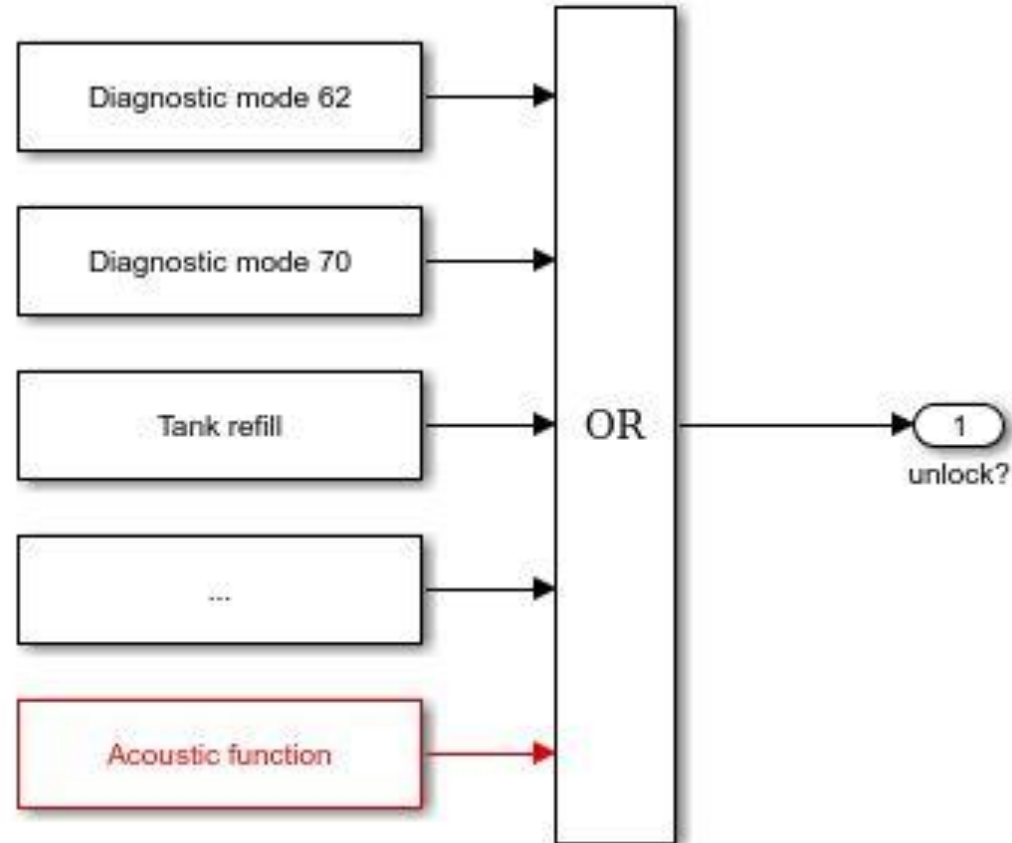 Diagnostic mode 62
Diagnostic mode 70
Tank refill
...
Acoustic function
OR
1
unlock?